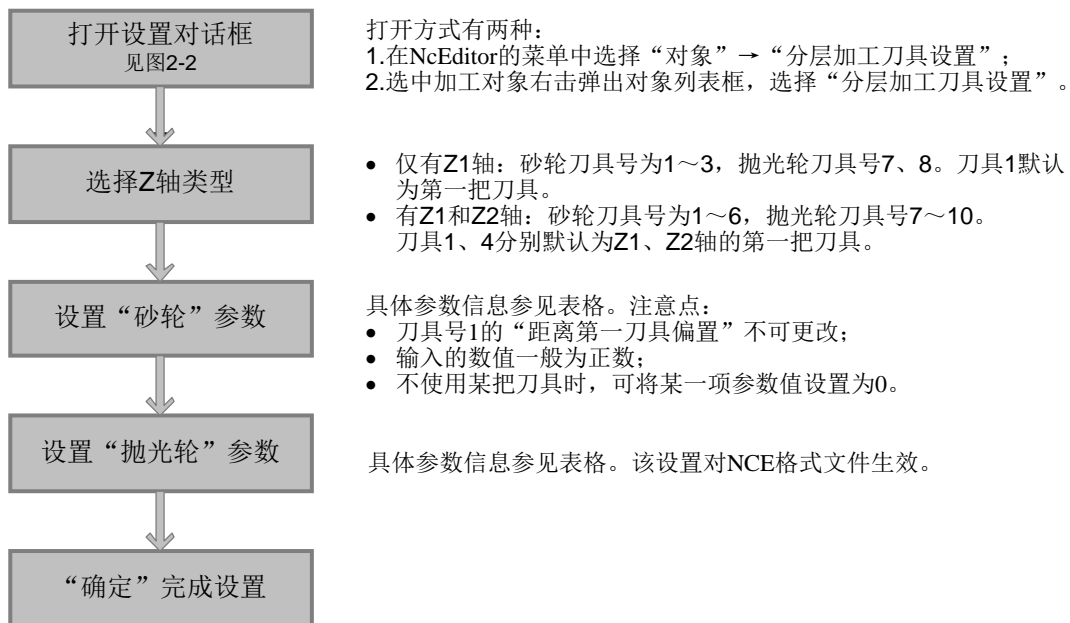 打开设置对话框
见图2-2
打开方式有两种：
1.在NcEditor的菜单中选择“对象”→“分层加工刀具设置”；
2.选中加工对象右击弹出对象列表框，选择“分层加工刀具设置”。
选择Z轴类型
• 仅有Z1轴：砂轮刀具号为1～3，抛光轮刀具号7、8。刀具1默认
为第一把刀具。
• 有Z1和Z2轴：砂轮刀具号为1～6，抛光轮刀具号7～10。
刀具1、4分别默认为Z1、Z2轴的第一把刀具。
设置“砂轮”参数
具体参数信息参见表格。注意点：
• 刀具号1的“距离第一刀具偏置”不可更改；
• 输入的数值一般为正数；
• 不使用某把刀具时，可将某一项参数值设置为0。
设置“抛光轮”参数
具体参数信息参见表格。该设置对NCE格式文件生效。
“确定”完成设置